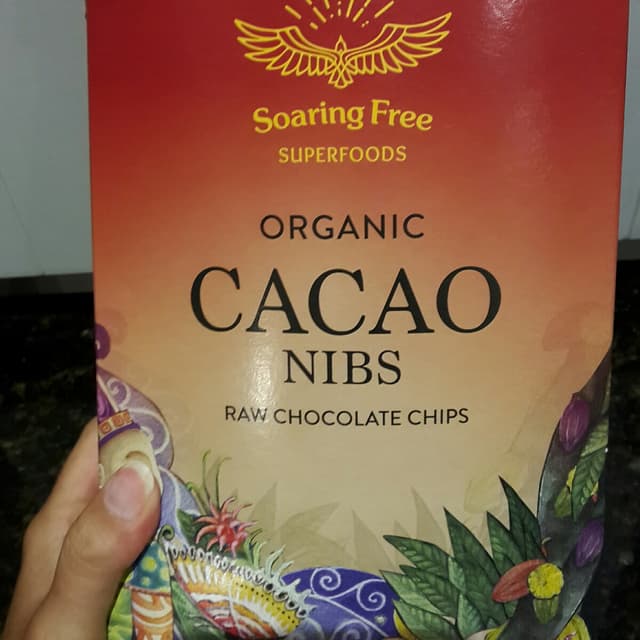 Soaring Free
SUPERFOODS
ORGANIC
CACAO
NIBS
RAW CHOCOLATE CHIPS